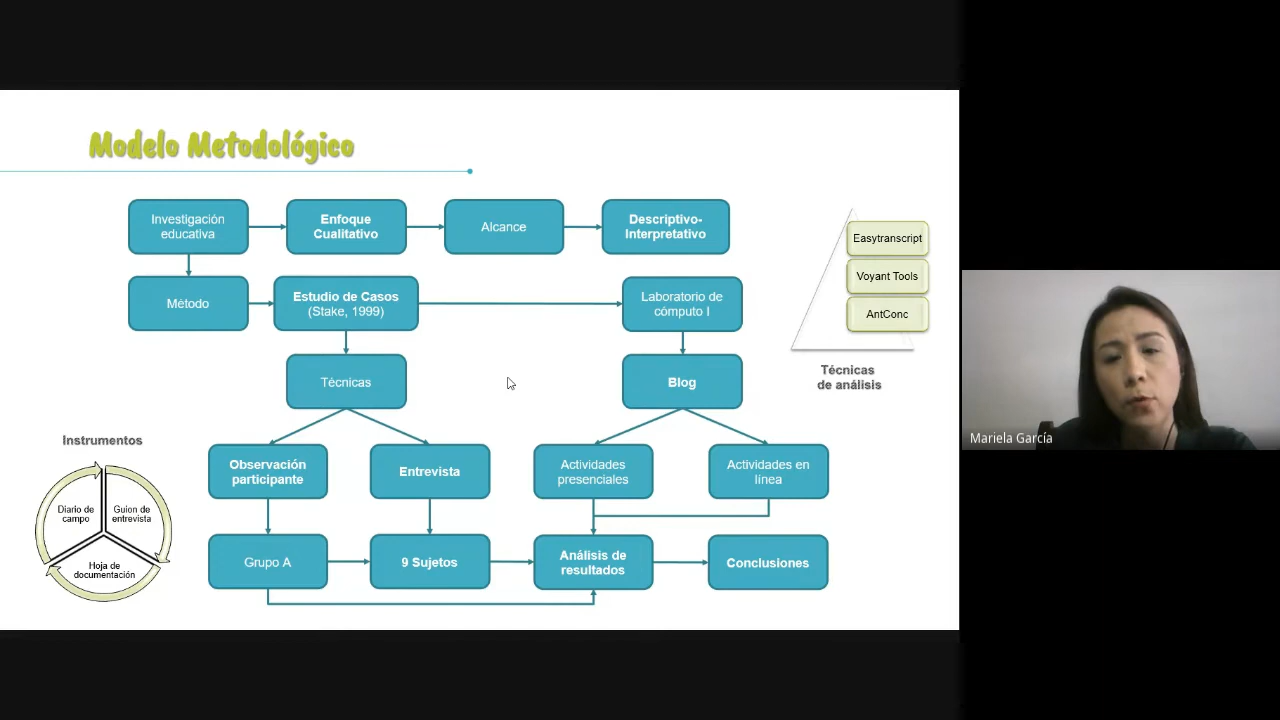 Modelo Metodológico
Investigación
educativa
Enfoque
Cualitativo
Alcance
Descriptivo-
Interpretativo
Método
Estudio de Casos
(Stake, 1999)
Laboratorio de
cómputo I
Técnicas
Blog
Observación
participante
Entrevista
Actividades
presenciales
Actividades en
línea
Grupo A
9 Sujetos
Análisis de
resultados
Conclusiones
Instrumentos
Diario de
campo
Guion de
entrevista
Hoja de
documentación
Easytranscript
Voyant Tools
AntConc
Técnicas
de análisis
Mariela García